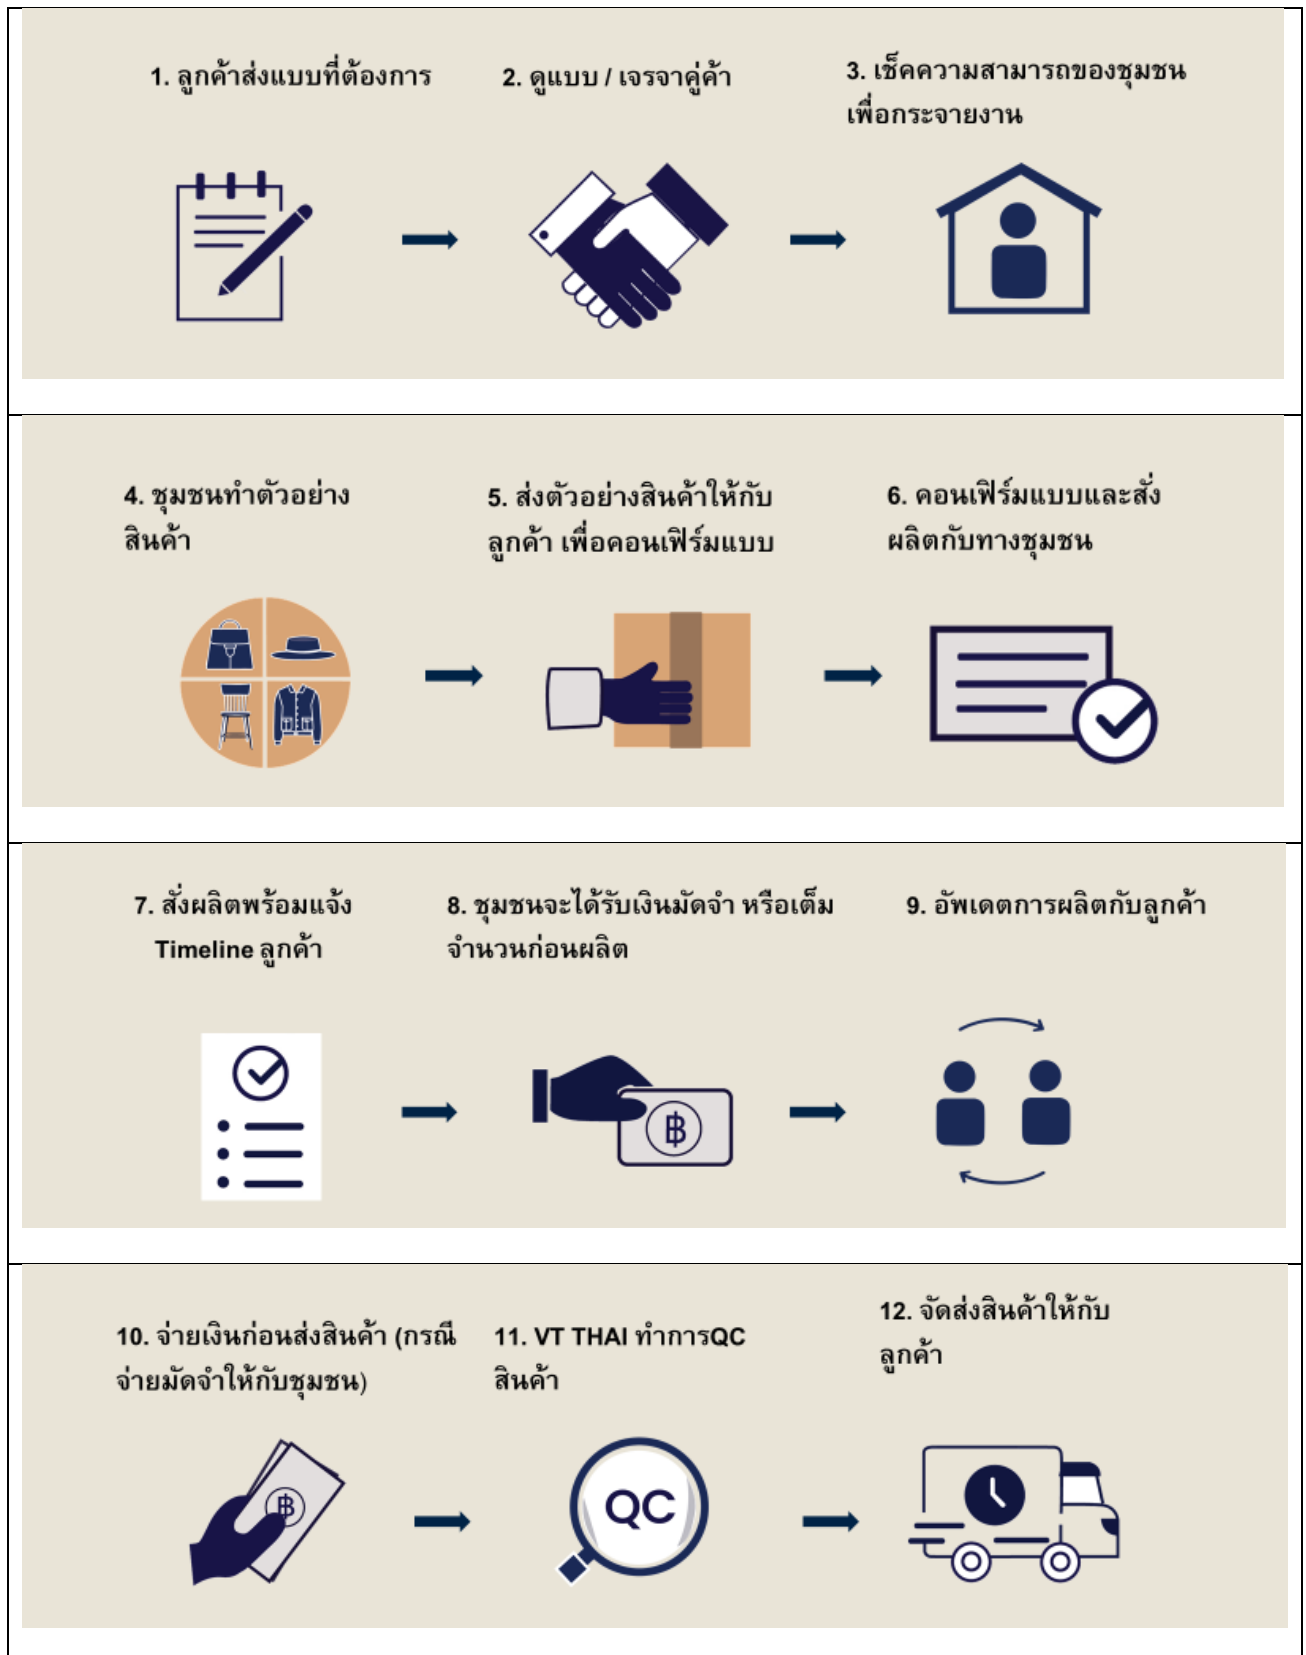 1. ลูกค้าส่งแบบที่ต้องการ
2. ดูแบบ / เจรจาคู่ค้า
3. เช็คความสามารถของชุมชน
เพื่อกระจายงาน
4. ชุมชนทำตัวอย่าง
สินค้า
5. ส่งตัวอย่างสินค้าให้กับ
ลูกค้า เพื่อคอนเฟิร์มแบบ
6. คอนเฟิร์มแบบและสั่ง
ผลิตกับทางชุมชน
7. สั่งผลิตพร้อมแจ้ง
Timeline ลูกค้า
8. ชุมชนจะได้รับเงินมัดจำ หรือเต็ม
จำนวนก่อนผลิต
฿
9. อัพเดตการผลิตกับลูกค้า
10. จ่ายเงินก่อนส่งสินค้า (กรณี
จ่ายมัดจำให้กับชุมชน)
฿
11. VT THAI ทำการQC
สินค้า
QC
12. จัดส่งสินค้าให้กับ
ลูกค้า